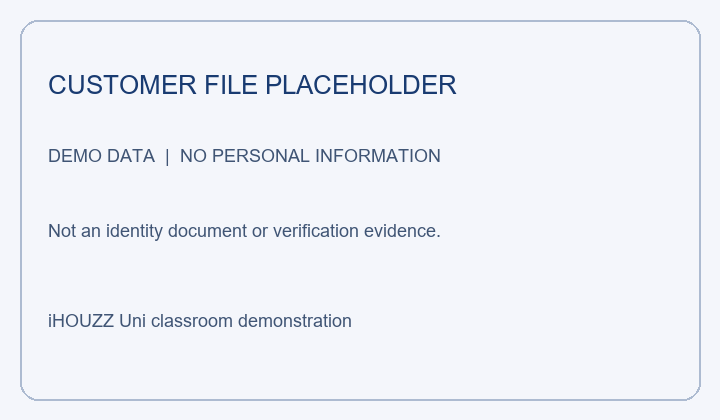 CUSTOMER FILE PLACEHOLDER
DEMO DATA | NO PERSONAL INFORMATION
Not an identity document or verification evidence.
iHOUZZ Uni classroom demonstration